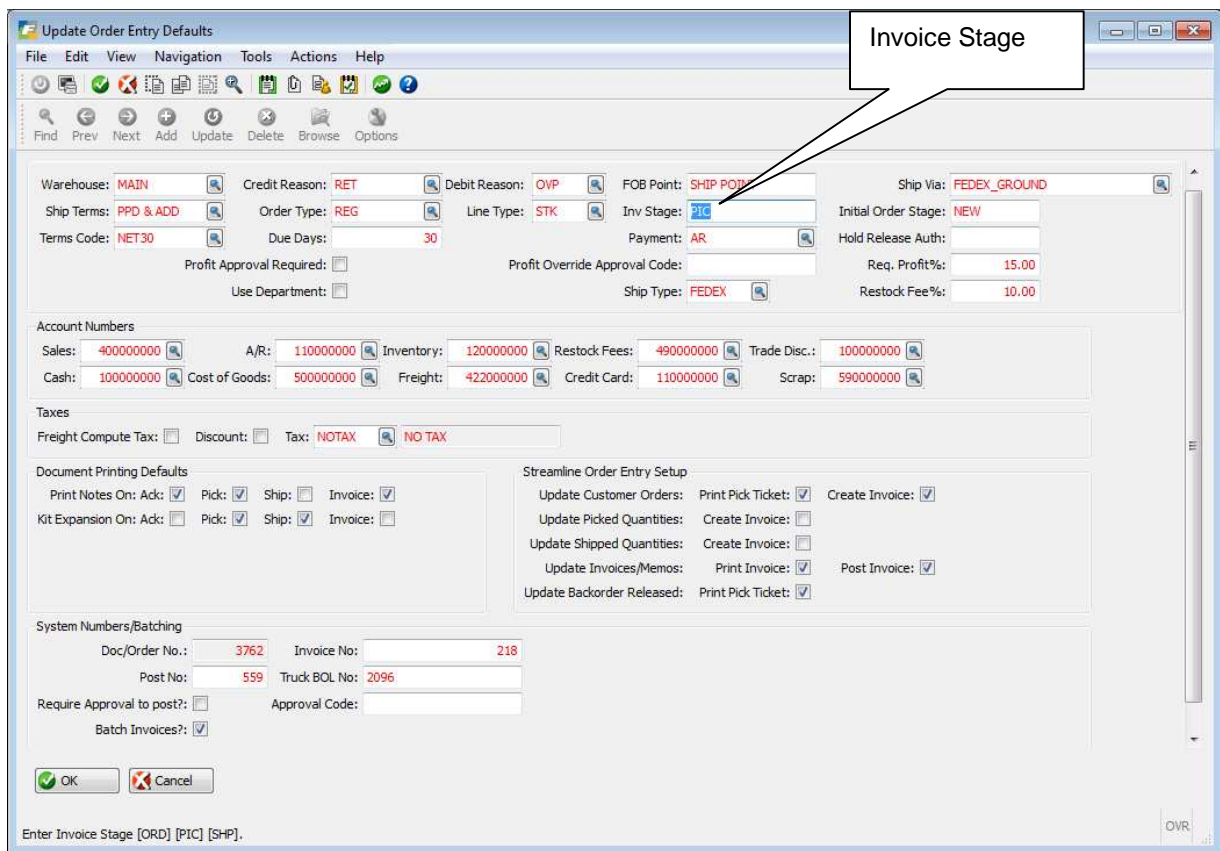 Update Order Entry Defaults
Invoice Stage
File Edit View Navigation Tools Actions Help
Find Prev Next Add Update Delete Browse Options
Warehouse: MAIN Credit Reason: RET Debit Reason: OVP FOB Point: SHIP POINT Ship Via: FEDEX_GROUND
Ship Terms: PPD & ADD Order Type: REG Line Type: STK Inv Stage: PIC Initial Order Stage: NEW
Terms Code: NET30 Due Days: 30 Payment: AR Hold Release Auth:
Profit Approval Required: Profit Override Approval Code: Req. Profit%: 15.00
Use Department: Ship Type: FEDEX Restock Fee%: 10.00
Account Numbers
Sales: 400000000 A/R: 110000000 Inventory: 120000000 Restock Fees: 490000000 Trade Disc.: 100000000
Cash: 100000000 Cost of Goods: 500000000 Freight: 422000000 Credit Card: 110000000 Scrap: 590000000
Taxes
Freight Compute Tax: Discount: Tax: NOTAX NO TAX
Document Printing Defaults
Print Notes On: Ack: Pick: Ship: Invoice:
Kit Expansion On: Ack: Pick: Ship: Invoice:
Streamline Order Entry Setup
Update Customer Orders: Print Pick Ticket: Create Invoice:
Update Picked Quantities: Create Invoice:
Update Shipped Quantities: Create Invoice:
Update Invoices/Memos: Print Invoice: Post Invoice:
Update Backorder Released: Print Pick Ticket:
System Numbers/Batching
Doc/Order No.: 3762 Invoice No: 218
Post No: 559 Truck BOL No: 2096
Require Approval to post?: Approval Code:
Batch Invoices?:
OK Cancel
Enter Invoice Stage [ORD] [PIC] [SHP].
OVR